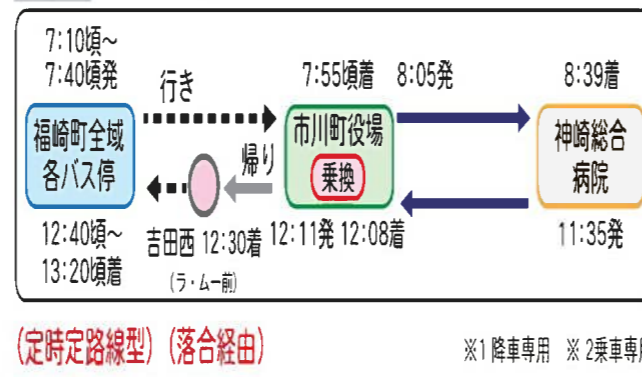 7:10頃～
7:40頃発
行き
7:55頃着 8:05発
8:39着
福崎町全域
各バス停
市川町役場
乗換
神崎総合
病院
帰り
12:40頃～
13:20頃着
吉田西 12:30着
(ラ・ムー前)
12:11発 12:08着
11:35発
(定時定路線型) (落合経由)
※1 降車専用 ※2乗車専用